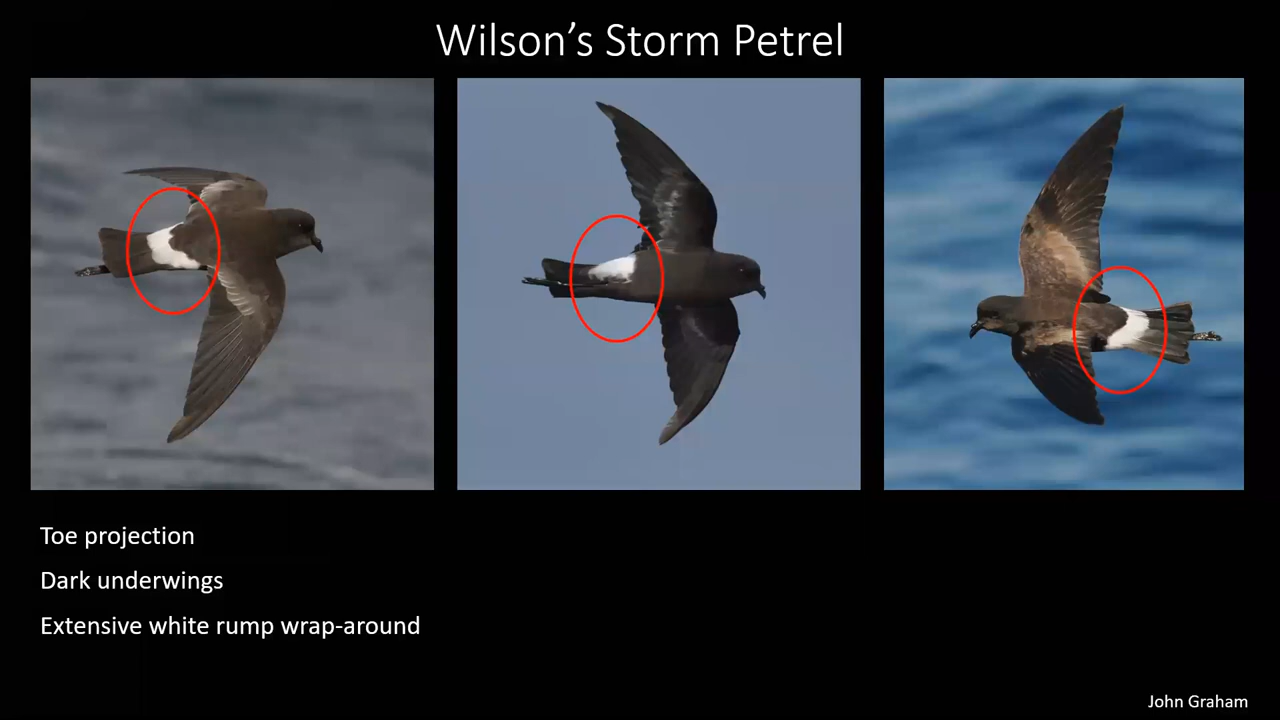 Wilson’s Storm Petrel
Toe projection
Dark underwings
Extensive white rump wrap-around
John Graham